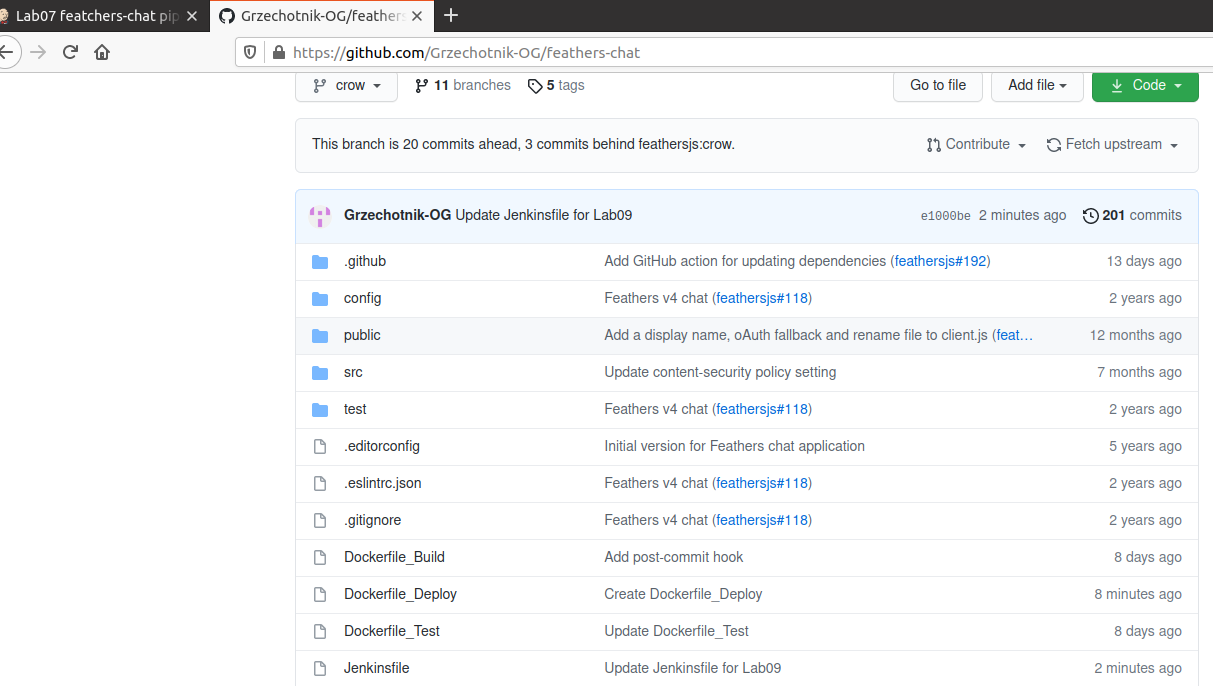 Lab07 featchers-chat pip
Grzechotnik-OG/feathers
https://github.com/Grzechotnik-OG/feathers-chat
crow 11 branches 5 tags Go to file Add file Code
This branch is 20 commits ahead, 3 commits behind feathersjs:crow. Contribute Fetch upstream
Grzechotnik-OG Update Jenkinsfile for Lab09 e1000be 2 minutes ago 201 commits
.github Add GitHub action for updating dependencies (feathersjs#192) 13 days ago
config Feathers v4 chat (feathersjs#118) 2 years ago
public Add a display name, oAuth fallback and rename file to client.js (feat… 12 months ago
src Update content-security policy setting 7 months ago
test Feathers v4 chat (feathersjs#118) 2 years ago
.editorconfig Initial version for Feathers chat application 5 years ago
.eslintrc.json Feathers v4 chat (feathersjs#118) 2 years ago
.gitignore Feathers v4 chat (feathersjs#118) 2 years ago
Dockerfile_Build Add post-commit hook 8 days ago
Dockerfile_Deploy Create Dockerfile_Deploy 8 minutes ago
Dockerfile_Test Update Dockerfile_Test 8 days ago
Jenkinsfile Update Jenkinsfile for Lab09 2 minutes ago